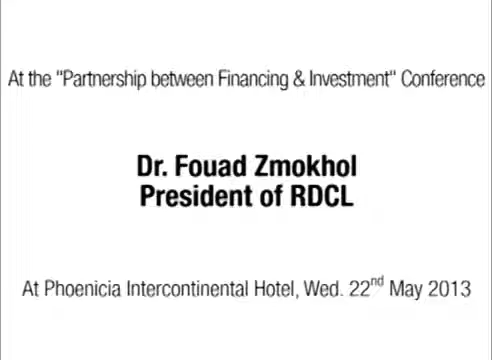 At the "Partnership between Financing & Investment" Conference
Dr. Fouad Zmokhol
President of RDCL
At Phoenicia Intercontinental Hotel, Wed. 22nd May 2013